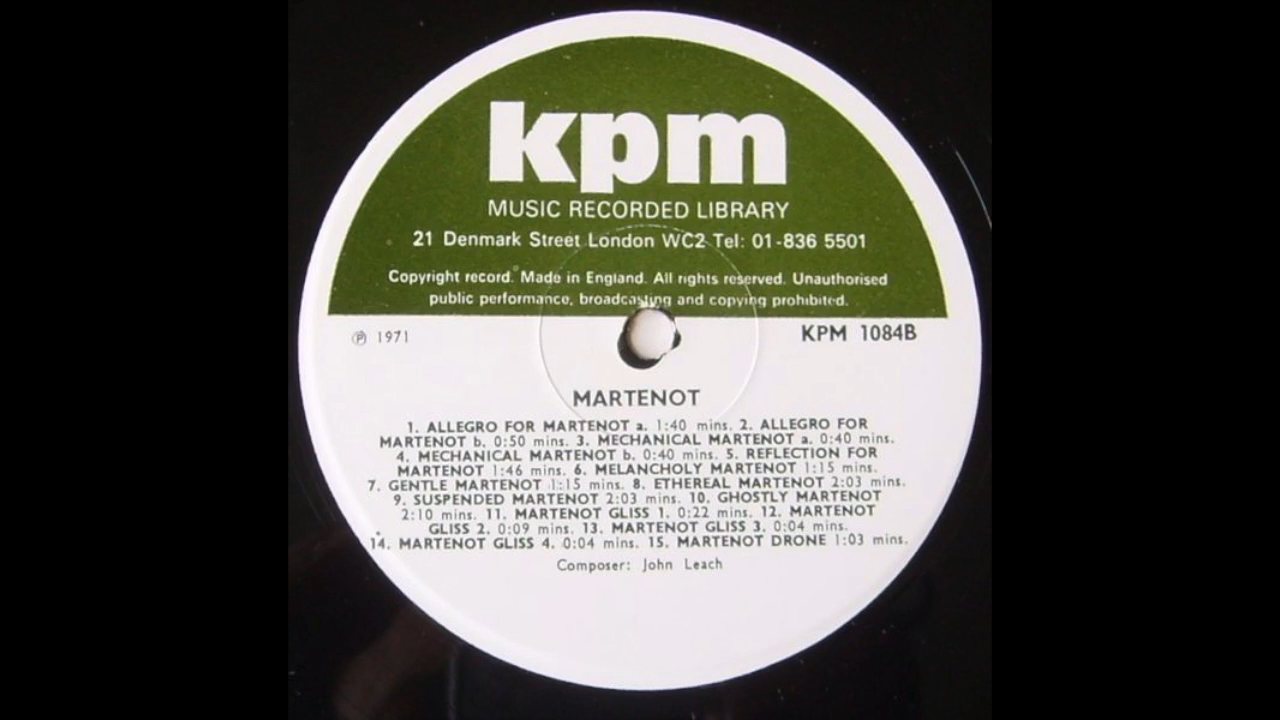 kpm
MUSIC RECORDED LIBRARY
21 Denmark Street London WC2 Tel: 01-836 5501
Copyright record. Made in England. All rights reserved. Unauthorised
public performance, broadcasting and copying prohibited.
℗ 1971
KPM 1084B
MARTENOT
1. ALLEGRO FOR MARTENOT a. 1:40 mins. 2. ALLEGRO FOR
MARTENOT b. 0:50 mins. 3. MECHANICAL MARTENOT a. 0:40 mins.
4. MECHANICAL MARTENOT b. 0:40 mins. 5. REFLECTION FOR
MARTENOT 1:46 mins. 6. MELANCHOLY MARTENOT 1:15 mins.
7. GENTLE MARTENOT 1:15 mins. 8. ETHEREAL MARTENOT 2:03 mins.
9. SUSPENDED MARTENOT 2:03 mins. 10. GHOSTLY MARTENOT
2:10 mins. 11. MARTENOT GLISS 1. 0:22 mins. 12. MARTENOT
GLISS 2. 0:09 mins. 13. MARTENOT GLISS 3. 0:04 mins.
14. MARTENOT GLISS 4. 0:04 mins. 15. MARTENOT DRONE 1:03 mins.
Composer: John Leach